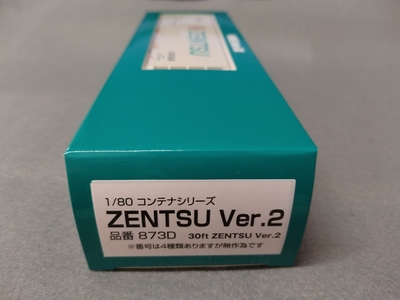 1/80 コンテナシリーズ
ZENTSU Ver.2
品番 873D 30ft ZENTSU Ver.2
※番号は4種類ありますが無作為です